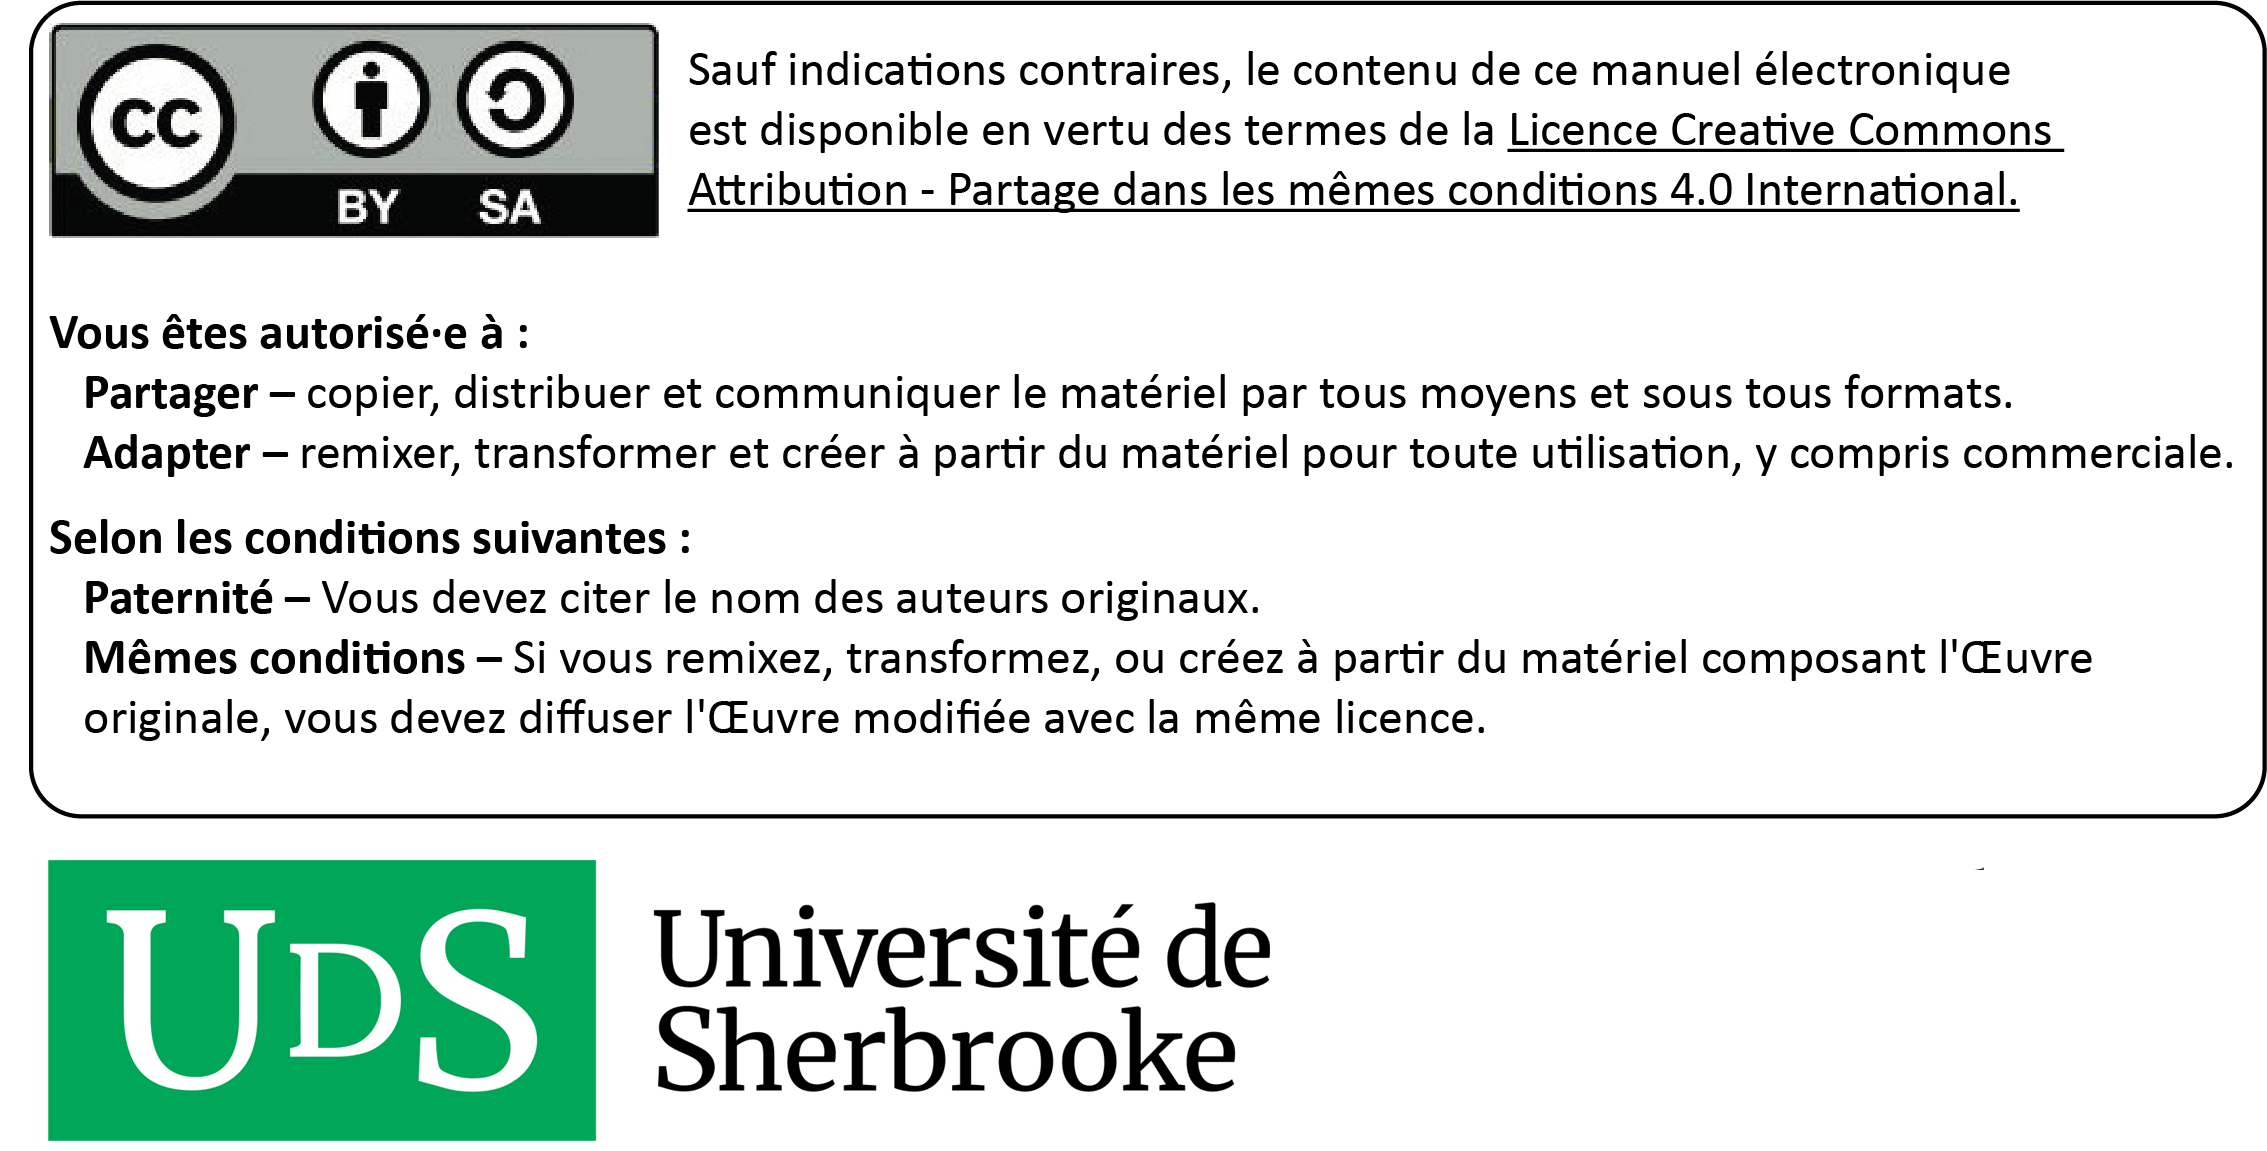 cc
BY SA
Sauf indications contraires, le contenu de ce manuel électronique
est disponible en vertu des termes de la Licence Creative Commons
Attribution - Partage dans les mêmes conditions 4.0 International.
Vous êtes autorisé·e à :
Partager – copier, distribuer et communiquer le matériel par tous moyens et sous tous formats.
Adapter – remixer, transformer et créer à partir du matériel pour toute utilisation, y compris commerciale.
Selon les conditions suivantes :
Paternité – Vous devez citer le nom des auteurs originaux.
Mêmes conditions – Si vous remixez, transformez, ou créez à partir du matériel composant l'Œuvre
originale, vous devez diffuser l'Œuvre modifiée avec la même licence.
UDS
Université de
Sherbrooke